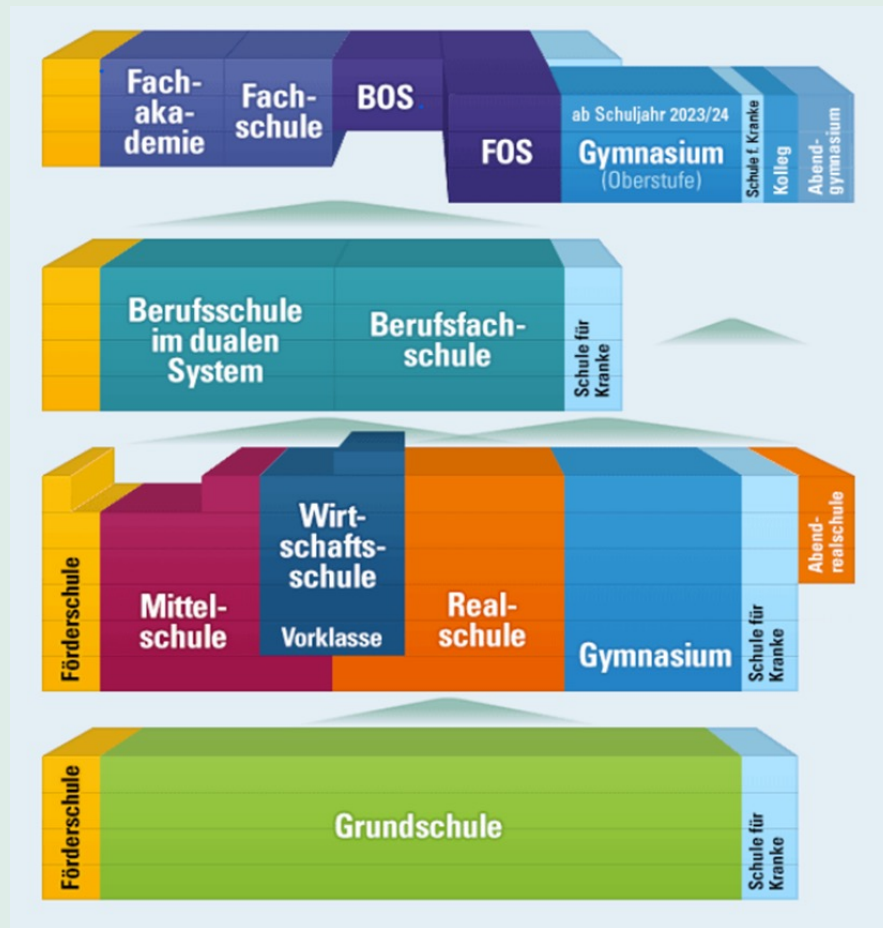 Fach-
aka-
demie
Fach-
schule
BOS
FOS
ab Schuljahr 2023/24
Gymnasium
(Oberstufe)
Schule f. Kranke
Kolleg
Abend-
gymnasium
Berufsschule
im dualen
System
Berufsfach-
schule
Schule für
Kranke
Förderschule
Mittel-
schule
Wirt-
schafts-
schule
Vorklasse
Real-
schule
Gymnasium
Schule für
Kranke
Abend-
realschule
Förderschule
Grundschule
Schule für
Kranke